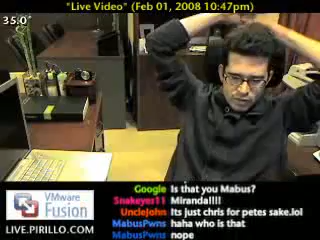 *Live Video* (Feb 01, 2008 10:47pm)
35.0°
vmware
Fusion
LIVE.PIRILLO.COM
Google Is that you Mabus?
Snakeyer11 Miranda!!!!
UncleJohn Its just chris for petes sake.lol
MabusPwns haha who is that
MabusPwns nope